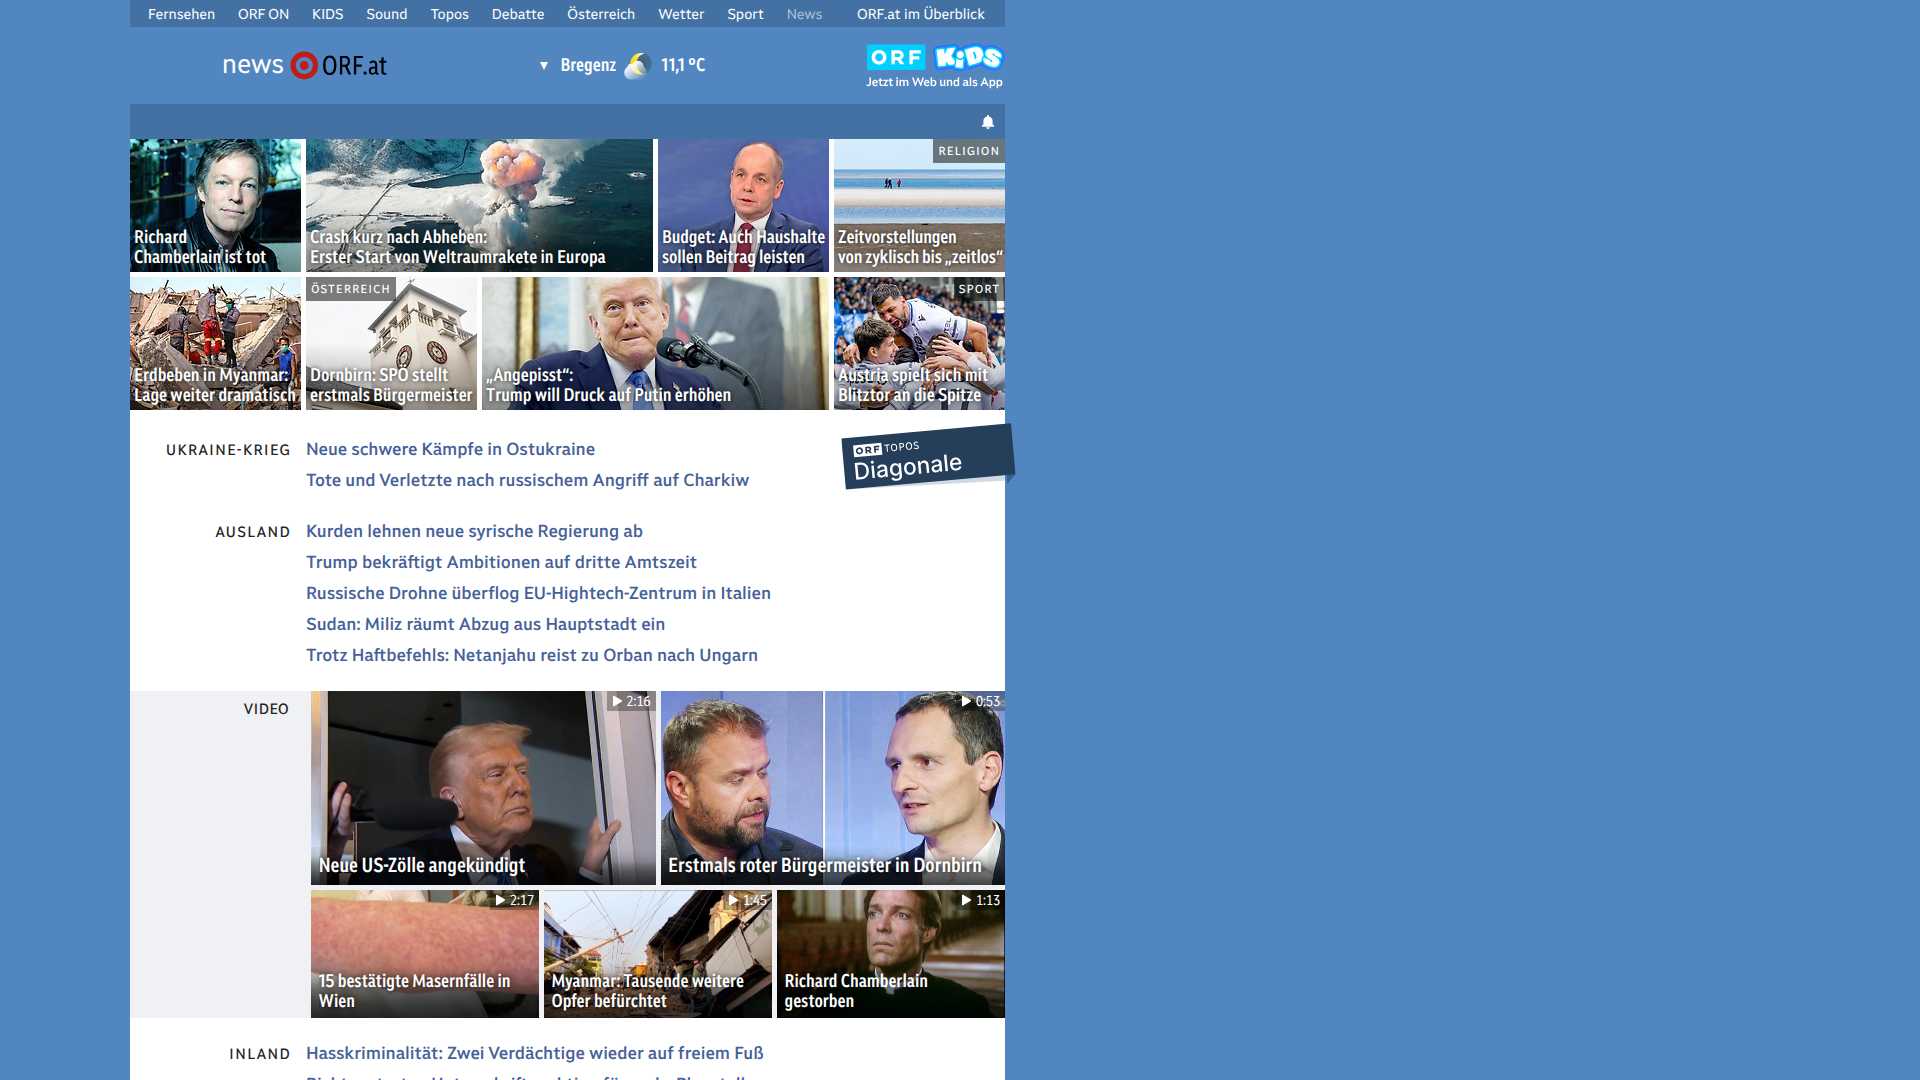 Fernsehen ORF ON KIDS Sound Topos Debatte Österreich Wetter Sport News ORF.at im Überblick
news ORF.at
Bregenz 11,1 °C
ORF KiDS
Jetzt im Web und als App
Richard
Chamberlain ist tot
Crash kurz nach Abheben:
Erster Start von Weltraumrakete in Europa
Budget: Auch Haushalte
sollen Beitrag leisten
RELIGION
Zeitvorstellungen
von zyklisch bis „zeitlos“
Erdbeben in Myanmar:
Lage weiter dramatisch
ÖSTERREICH
Dornbirn: SPÖ stellt
erstmals Bürgermeister
„Angepisst“:
Trump will Druck auf Putin erhöhen
SPORT
Austria spielt sich mit
Blitztor an die Spitze
UKRAINE-KRIEG
Neue schwere Kämpfe in Ostukraine
Tote und Verletzte nach russischem Angriff auf Charkiw
ORF TOPOS
Diagonale
AUSLAND
Kurden lehnen neue syrische Regierung ab
Trump bekräftigt Ambitionen auf dritte Amtszeit
Russische Drohne überflog EU-Hightech-Zentrum in Italien
Sudan: Miliz räumt Abzug aus Hauptstadt ein
Trotz Haftbefehls: Netanjahu reist zu Orban nach Ungarn
VIDEO
2:16
Neue US-Zölle angekündigt
0:53
Erstmals roter Bürgermeister in Dornbirn
2:17
15 bestätigte Masernfälle in
Wien
1:45
Myanmar: Tausende weitere
Opfer befürchtet
1:13
Richard Chamberlain
gestorben
INLAND
Hasskriminalität: Zwei Verdächtige wieder auf freiem Fuß